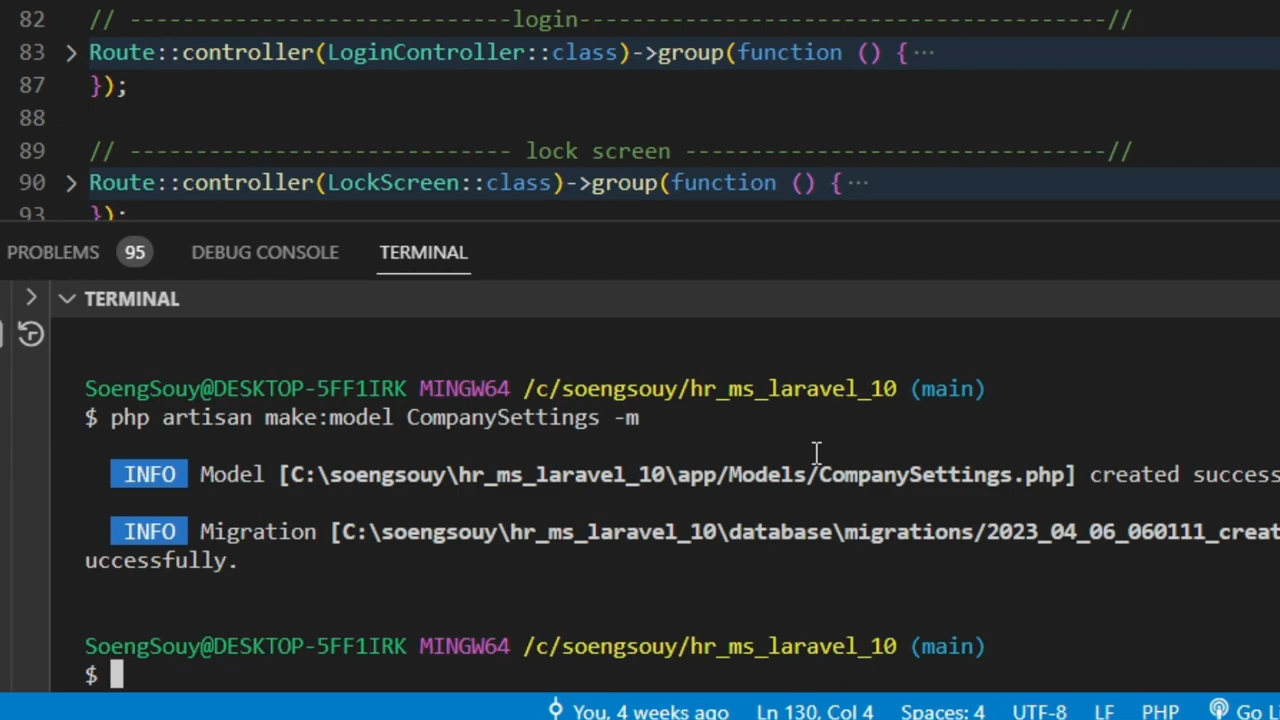 82 // -----------------------------login----------------------------------------//
83 > Route::controller(LoginController::class)->group(function () { ···
87 });
88
89 // ----------------------------- lock screen --------------------------------//
90 > Route::controller(LockScreen::class)->group(function () { ···
93 });
PROBLEMS 95 DEBUG CONSOLE TERMINAL
TERMINAL
SoengSouy@DESKTOP-5FF1IRK MINGW64 /c/soengsouy/hr_ms_laravel_10 (main)
$ php artisan make:model CompanySettings -m
INFO Model [C:\soengsouy\hr_ms_laravel_10\app/Models/CompanySettings.php] created success
INFO Migration [C:\soengsouy\hr_ms_laravel_10\database\migrations/2023_04_06_060111_creat
uccessfully.
SoengSouy@DESKTOP-5FF1IRK MINGW64 /c/soengsouy/hr_ms_laravel_10 (main)
$
You, 4 weeks ago Ln 130, Col 4 Spaces: 4 UTF-8 LF PHP Go L